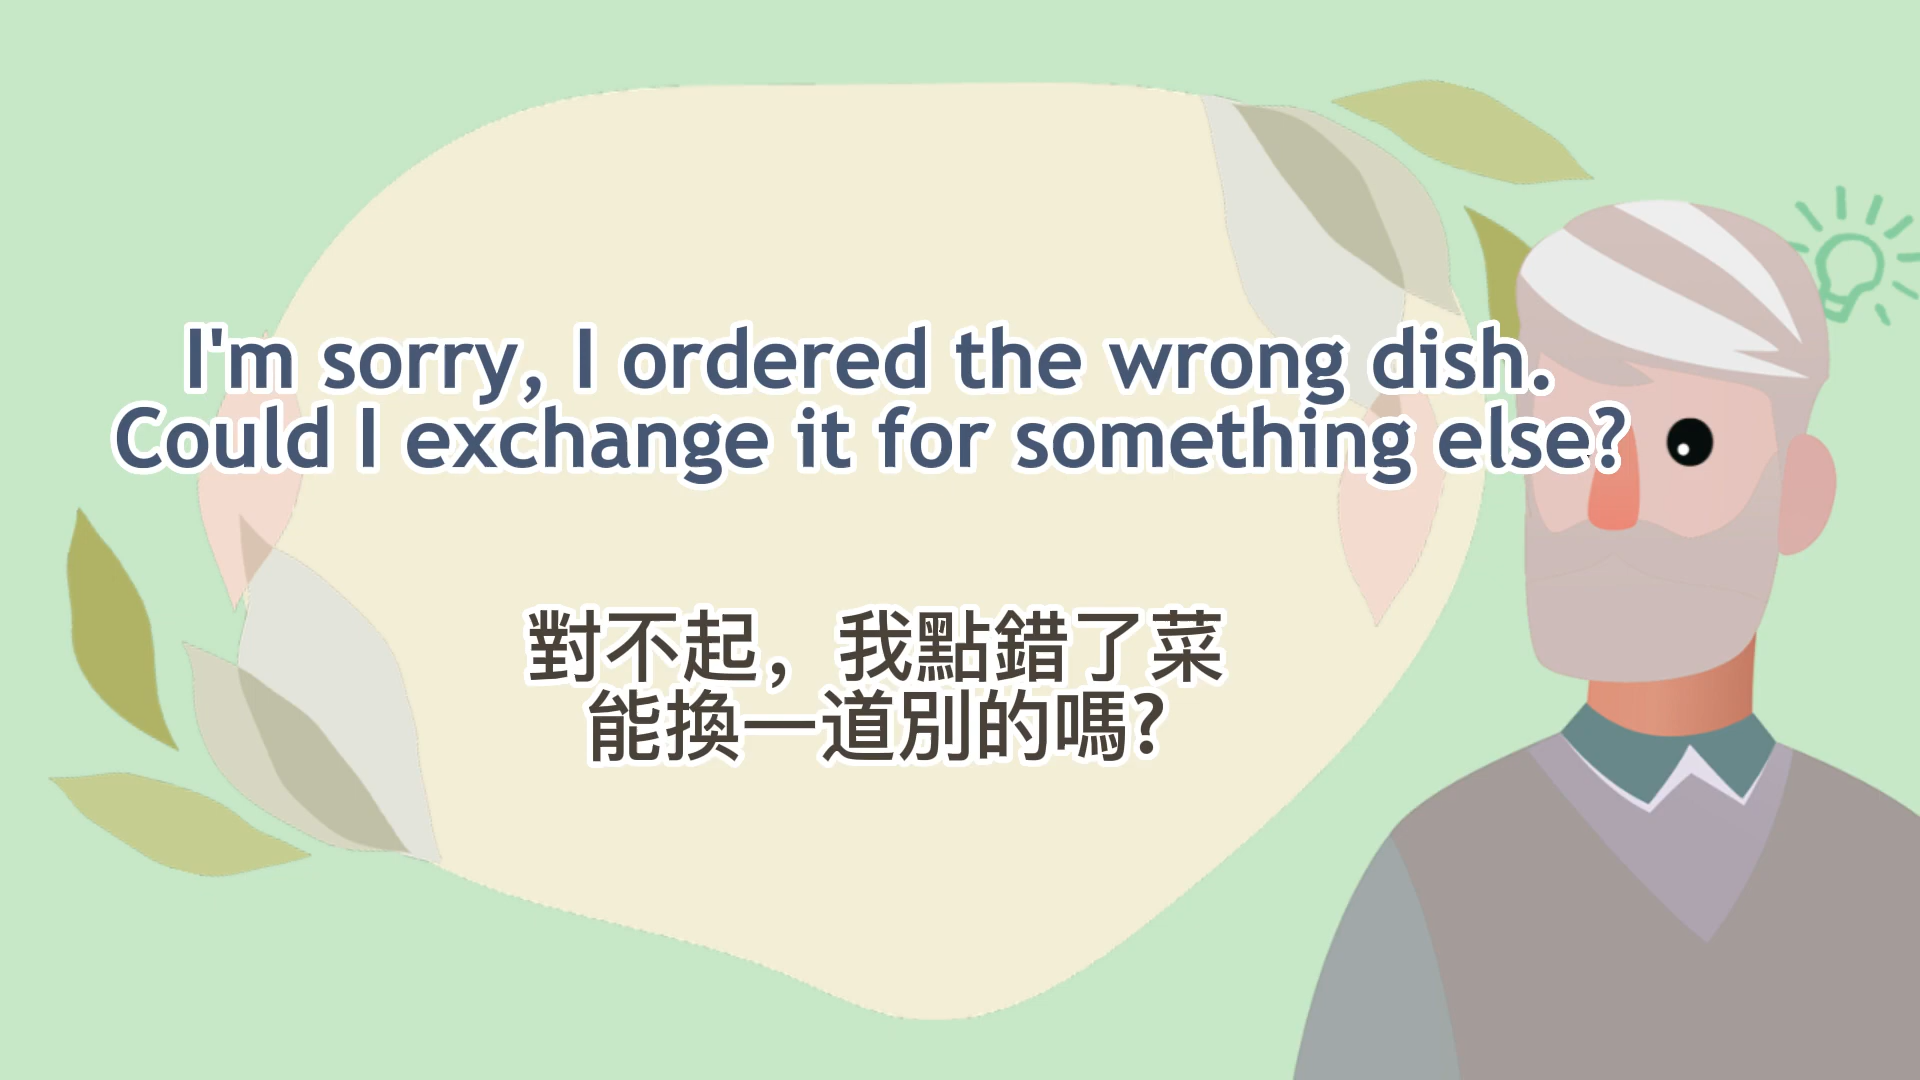 I'm sorry, I ordered the wrong dish.
Could I exchange it for something else?
對不起，我點錯了菜
能換一道別的嗎?